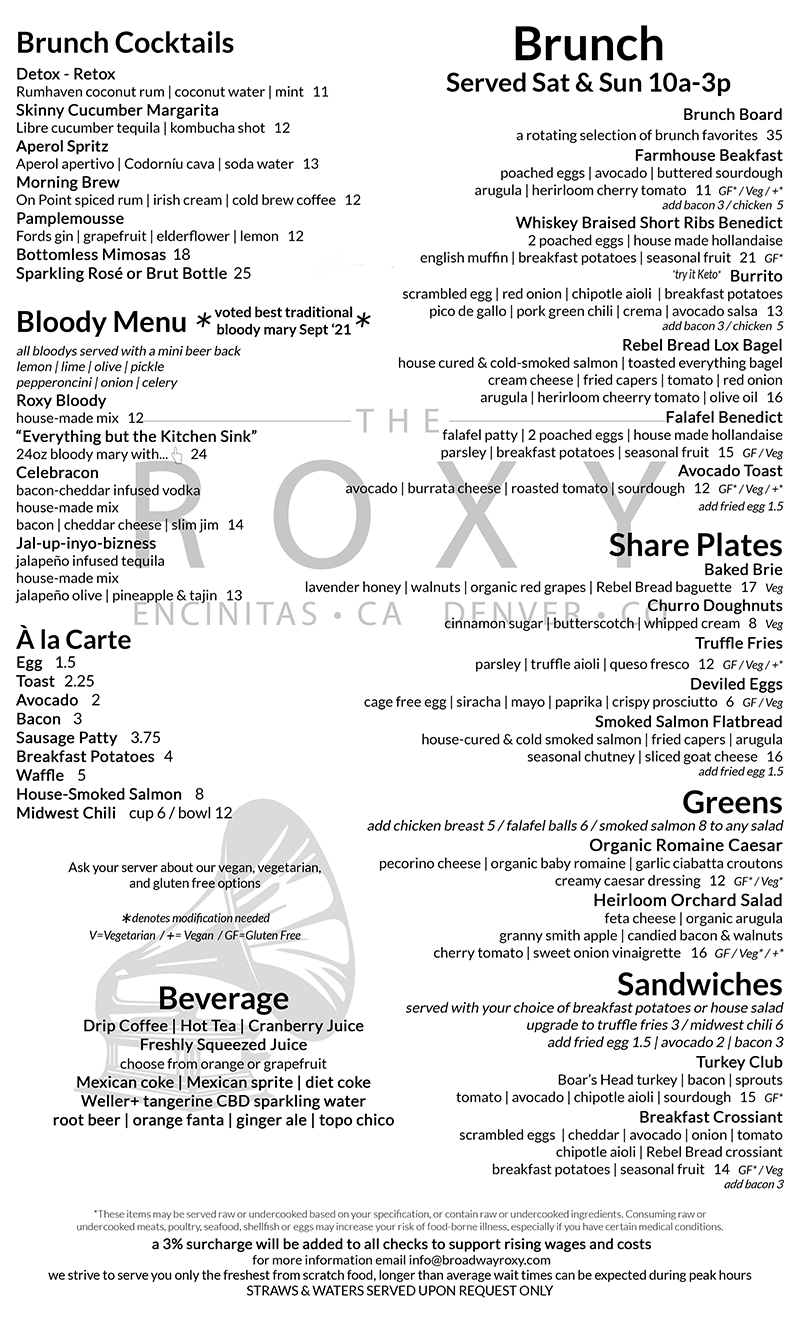 Brunch Cocktails
Detox - Retox
Rumhaven coconut rum | coconut water | mint 11
Skinny Cucumber Margarita
Libre cucumber tequila | kombucha shot 12
Aperol Spritz
Aperol apertivo | Codorníu cava | soda water 13
Morning Brew
On Point spiced rum | irish cream | cold brew coffee 12
Pamplemousse
Fords gin | grapefruit | elderflower | lemon 12
Bottomless Mimosas 18
Sparkling Rosé or Brut Bottle 25
Bloody Menu * voted best traditional
bloody mary Sept '21 *
all bloodys served with a mini beer back
lemon | lime | olive | pickle
pepperoncini | onion | celery
Roxy Bloody
house-made mix 12
“Everything but the Kitchen Sink”
24oz bloody mary with... 24
Celebracon
bacon-cheddar infused vodka
house-made mix
bacon | cheddar cheese | slim jim 14
Jal-up-inyo-bizness
jalapeño infused tequila
house-made mix
jalapeño olive | pineapple & tajin 13
À la Carte
Egg 1.5
Toast 2.25
Avocado 2
Bacon 3
Sausage Patty 3.75
Breakfast Potatoes 4
Waffle 5
House-Smoked Salmon 8
Midwest Chili cup 6 / bowl 12
Ask your server about our vegan, vegetarian,
and gluten free options
*denotes modification needed
V=Vegetarian / += Vegan / GF=Gluten Free
Beverage
Drip Coffee | Hot Tea | Cranberry Juice
Freshly Squeezed Juice
choose from orange or grapefruit
Mexican coke | Mexican sprite | diet coke
Weller+ tangerine CBD sparkling water
root beer | orange fanta | ginger ale | topo chico
Brunch
Served Sat & Sun 10a-3p
Brunch Board
a rotating selection of brunch favorites 35
Farmhouse Beakfast
poached eggs | avocado | buttered sourdough
arugula | heirloom cherry tomato 11 GF* / Veg / +*
add bacon 3 / chicken 5
Whiskey Braised Short Ribs Benedict
2 poached eggs | house made hollandaise
english muffin | breakfast potatoes | seasonal fruit 21 GF*
*try it Keto* Burrito
scrambled egg | red onion | chipotle aioli | breakfast potatoes
pico de gallo | pork green chili | crema | avocado salsa 13
add bacon 3 / chicken 5
Rebel Bread Lox Bagel
house cured & cold-smoked salmon | toasted everything bagel
cream cheese | fried capers | tomato | red onion
arugula | heirloom cheerry tomato | olive oil 16
Falafel Benedict
falafel patty | 2 poached eggs | house made hollandaise
parsley | breakfast potatoes | seasonal fruit 15 GF / Veg
Avocado Toast
avocado | burrata cheese | roasted tomato | sourdough 12 GF* / Veg / +*
add fried egg 1.5
THE
ROXY
ENCINITAS • CA DENVER • CO
Share Plates
Baked Brie
lavender honey | walnuts | organic red grapes | Rebel Bread baguette 17 Veg
Churro Doughnuts
cinnamon sugar | butterscotch | whipped cream 8 Veg
Truffle Fries
parsley | truffle aioli | queso fresco 12 GF / Veg / +*
Deviled Eggs
cage free egg | siracha | mayo | paprika | crispy prosciutto 6 GF / Veg
Smoked Salmon Flatbread
house-cured & cold smoked salmon | fried capers | arugula
seasonal chutney | sliced goat cheese 16
add fried egg 1.5
Greens
add chicken breast 5 / falafel balls 6 / smoked salmon 8 to any salad
Organic Romaine Caesar
pecorino cheese | organic baby romaine | garlic ciabatta croutons
creamy caesar dressing 12 GF* / Veg*
Heirloom Orchard Salad
feta cheese | organic arugula
granny smith apple | candied bacon & walnuts
cherry tomato | sweet onion vinaigrette 16 GF / Veg* / +*
Sandwiches
served with your choice of breakfast potatoes or house salad
upgrade to truffle fries 3 / midwest chili 6
add fried egg 1.5 | avocado 2 | bacon 3
Turkey Club
Boar's Head turkey | bacon | sprouts
tomato | avocado | chipotle aioli | sourdough 15 GF*
Breakfast Crossiant
scrambled eggs | cheddar | avocado | onion | tomato
chipotle aioli | Rebel Bread crossiant
breakfast potatoes | seasonal fruit 14 GF* / Veg
add bacon 3
*These items may be served raw or undercooked based on your specification, or contain raw or undercooked ingredients. Consuming raw or
undercooked meats, poultry, seafood, shellfish or eggs may increase your risk of food-borne illness, especially if you have certain medical conditions.
a 3% surcharge will be added to all checks to support rising wages and costs
for more information email info@broadwayroxy.com
we strive to serve you only the freshest from scratch food, longer than average wait times can be expected during peak hours
STRAWS & WATERS SERVED UPON REQUEST ONLY